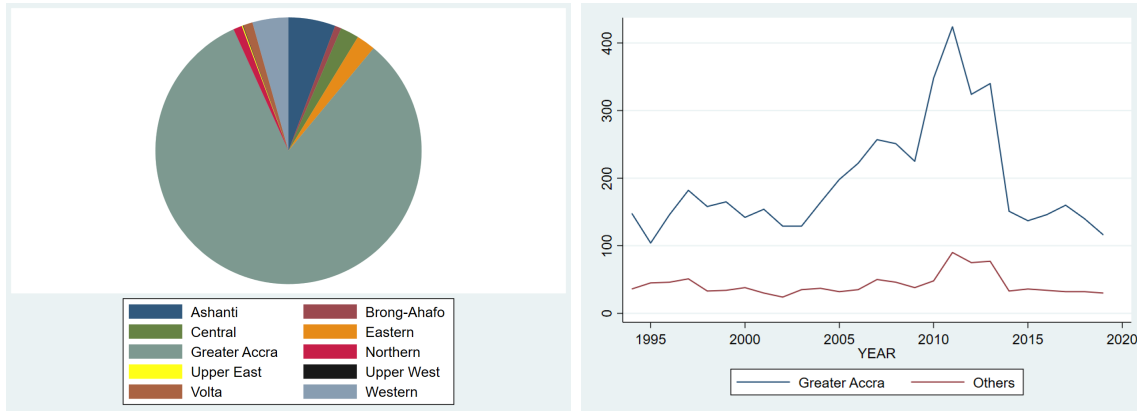 Ashanti Brong-Ahafo
Central Eastern
Greater Accra Northern
Upper East Upper West
Volta Western
400
300
200
100
0
1995 2000 2005 2010 2015 2020
YEAR
Greater Accra Others